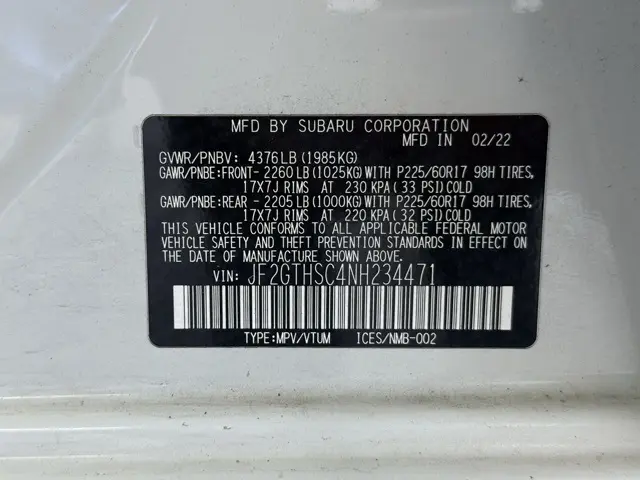 MFD BY SUBARU CORPORATION
MFD IN 02/22
GVWR/PNBV: 4376LB(1985KG)
GAWR/PNBE:FRONT- 2260LB(1025KG)WITH P225/60R17 98H TIRES,
17X7J RIMS AT 230 KPA(33 PSI)COLD
GAWR/PNBE:REAR - 2205LB(1000KG)WITH P225/60R17 98H TIRES,
17X7J RIMS AT 220 KPA(32 PSI)COLD
THIS VEHICLE CONFORMS TO ALL APPLICABLE FEDERAL MOTOR
VEHICLE SAFETY AND THEFT PREVENTION STANDARDS IN EFFECT
ON THE DATE OF MANUFACTURE SHOWN ABOVE.
VIN: JF2GTHSC4NH234471
TYPE:MPV/VTUM ICES/NMB-002